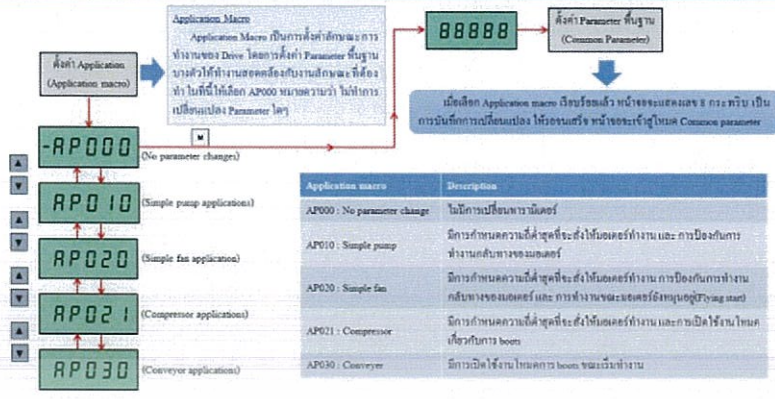 ตั้งค่า Application
(Application macro)
Application Macro
Application Macro เป็นการตั้งค่าลักษณะการ
ทำงานของ Drive โดยการตั้งค่า Parameter พื้นฐาน
บางตัวให้ทำงานสอดคล้องกับงานลักษณะที่ต้อง
ทำ ในที่นี้ให้เลือก AP000 หมายความว่า ไม่ทำการ
เปลี่ยนแปลง Parameter ใดๆ
88888
ตั้งค่า Parameter พื้นฐาน
(Common Parameter)
เมื่อเลือก Application macro เรียบร้อยแล้ว หน้าจอจะแสดงเลข 8 กระพริบ เป็น
การบันทึกการเปลี่ยนแปลง ให้รอจนเสร็จ หน้าจอจะเข้าสู่โหมด Common parameter
M
-AP000
(No parameter changes)
AP010
(Simple pump applications)
AP020
(Simple fan application)
AP021
(Compressor applications)
AP030
(Conveyor applications)
Application macro Description
AP000 : No parameter change ไม่มีการเปลี่ยนพารามิเตอร์
AP010 : Simple pump มีการกำหนดความถี่ต่ำสุดที่จะสั่งให้มอเตอร์ทำงาน และ การป้องกันการ
ทำงานกลับทางของมอเตอร์
AP020 : Simple fan มีการกำหนดความถี่ต่ำสุดที่จะสั่งให้มอเตอร์ทำงาน การป้องกันการทำงาน
กลับทางของมอเตอร์ และ การทำงานขณะมอเตอร์ยังหมุนอยู่(Flying start)
AP021 : Compressor มีการกำหนดความถี่ต่ำสุดที่จะสั่งให้มอเตอร์ทำงาน และการเปิดใช้งานโหมด
เกี่ยวกับการ boots
AP030 : Conveyer มีการเปิดใช้งานโหมดการ boots ขณะเริ่มทำงาน